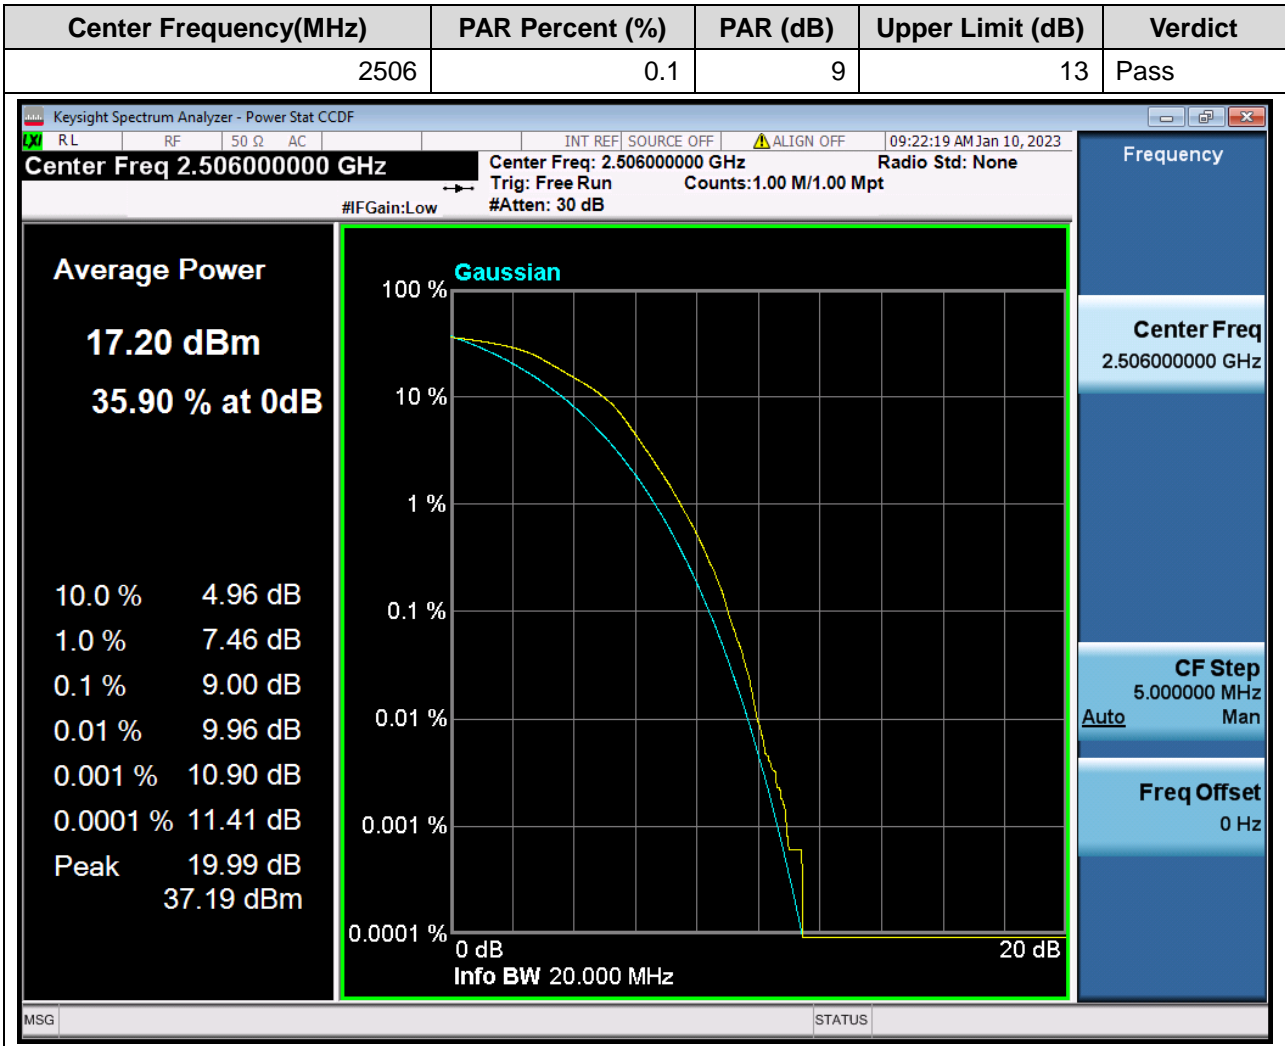 Center Frequency(MHz) PAR Percent (%) PAR (dB) Upper Limit (dB) Verdict
2506 0.1 9 13 Pass
Keysight Spectrum Analyzer - Power Stat CCDF
LXI RL RF 50 Ω AC INT REF SOURCE OFF ALIGN OFF 09:22:19 AM Jan 10, 2023
Center Freq 2.506000000 GHz
#IFGain:Low
Center Freq: 2.506000000 GHz Radio Std: None
Trig: Free Run Counts:1.00 M/1.00 Mpt
#Atten: 30 dB
Average Power
17.20 dBm
35.90 % at 0dB
10.0 % 4.96 dB
1.0 % 7.46 dB
0.1 % 9.00 dB
0.01 % 9.96 dB
0.001 % 10.90 dB
0.0001 % 11.41 dB
Peak 19.99 dB
37.19 dBm
Gaussian
100 %
10 %
1 %
0.1 %
0.01 %
0.001 %
0.0001 %
0 dB 20 dB
Info BW 20.000 MHz
Frequency
Center Freq
2.506000000 GHz
CF Step
5.000000 MHz
Auto Man
Freq Offset
0 Hz
MSG STATUS